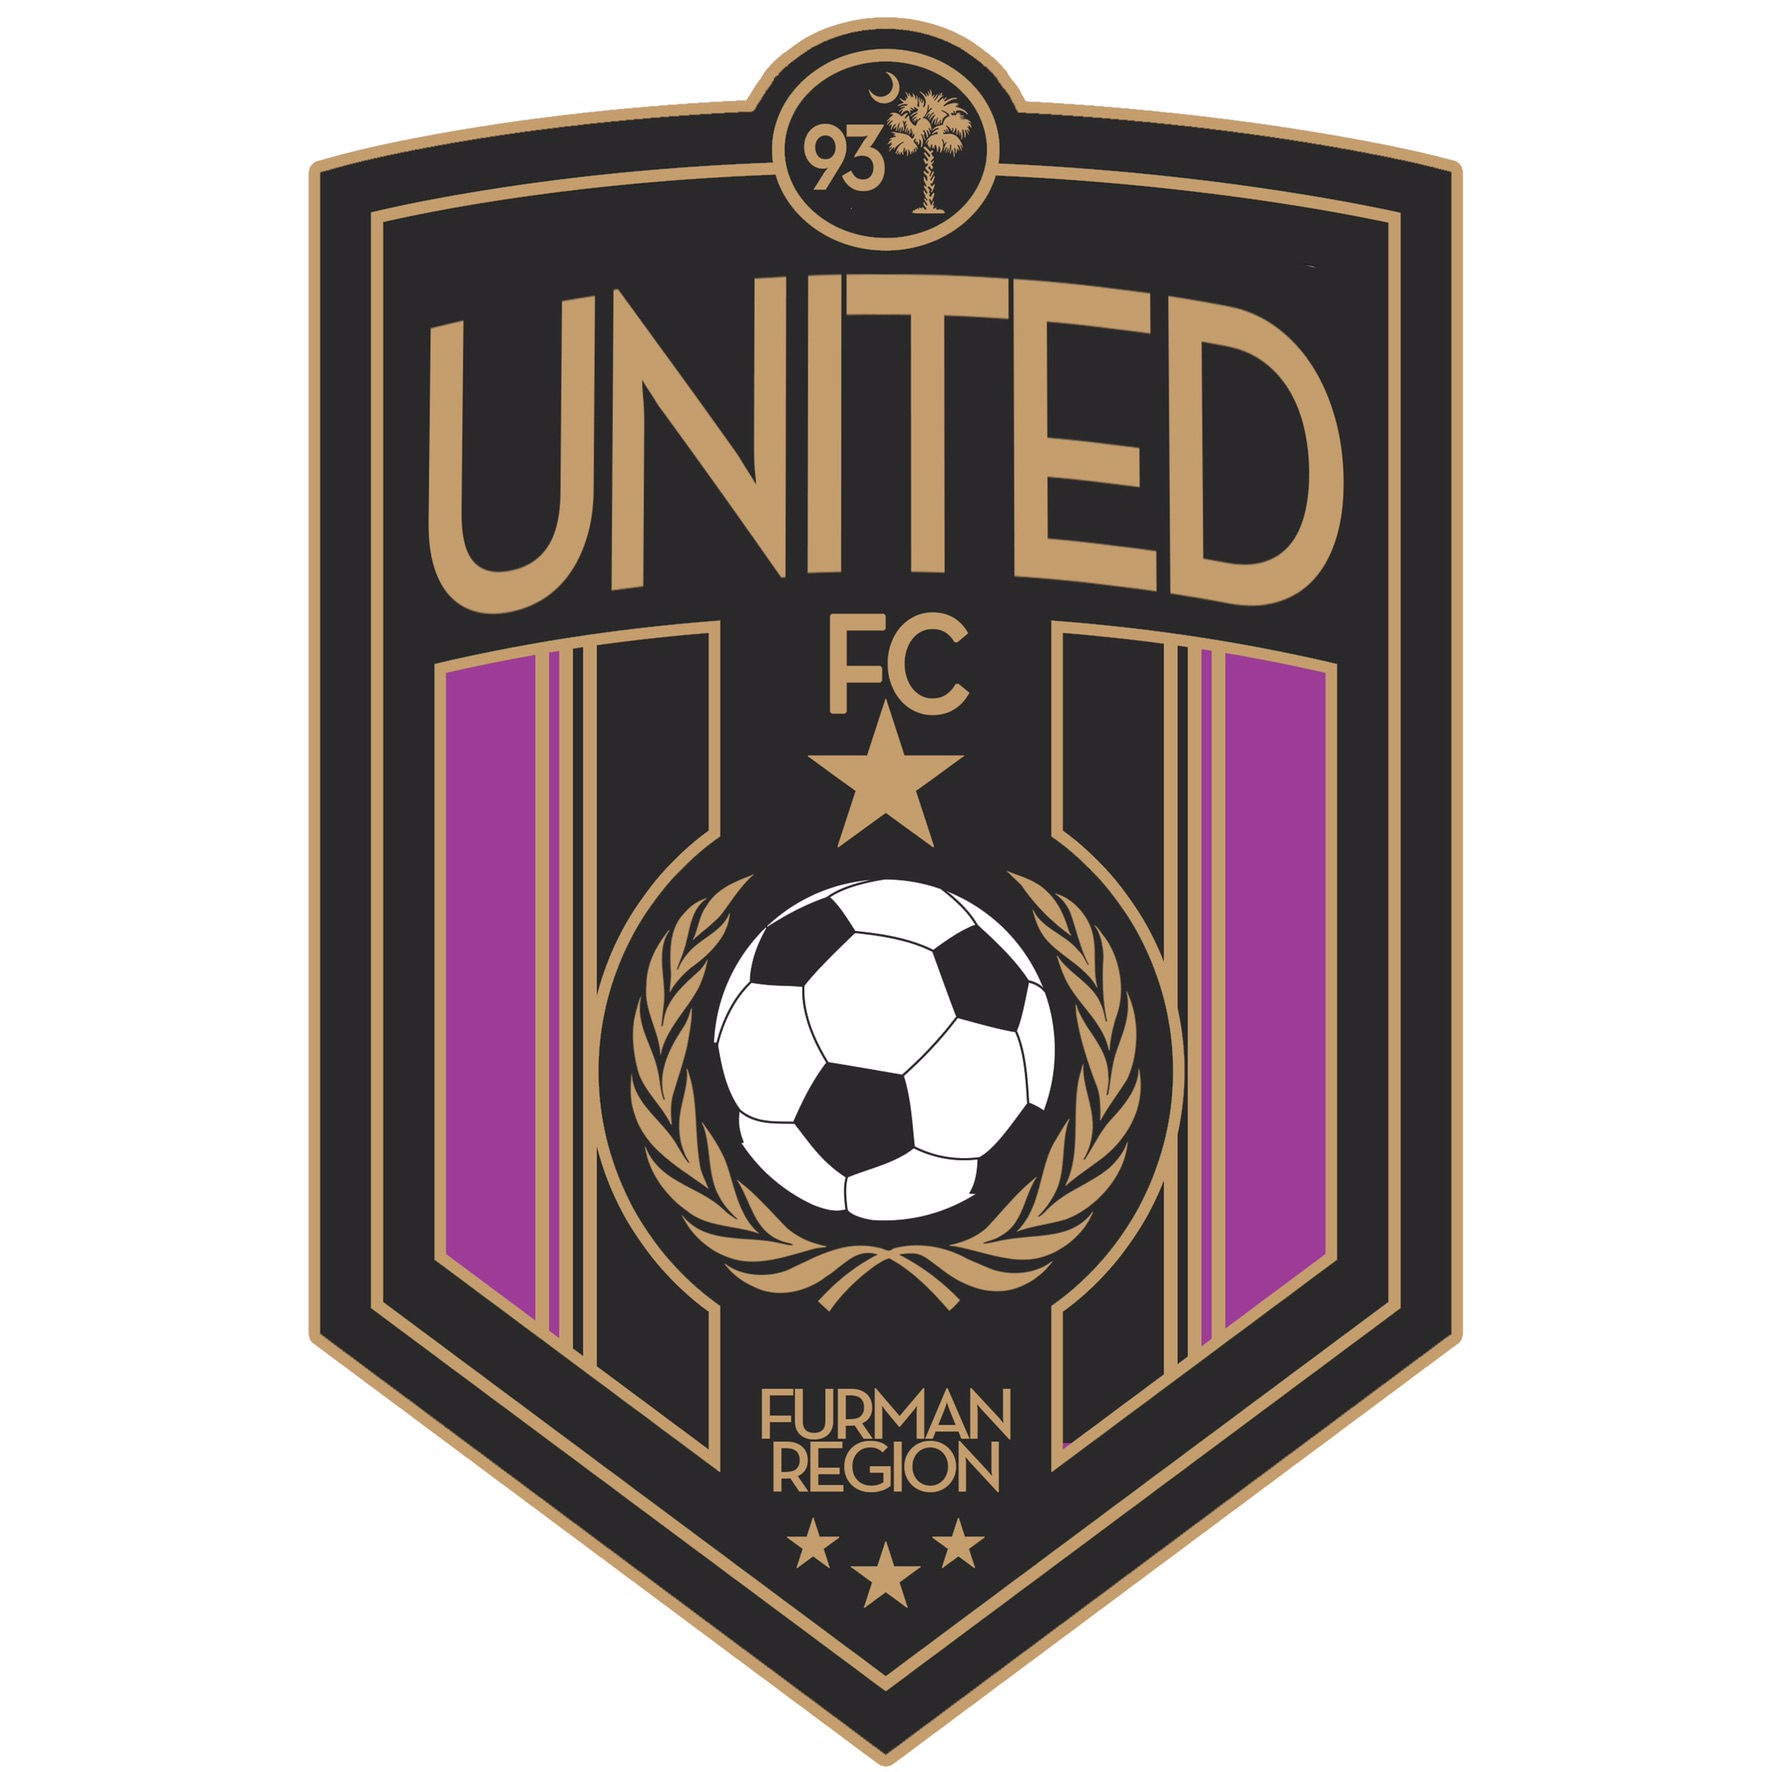 93
UNITED
FC
FURMAN
REGION